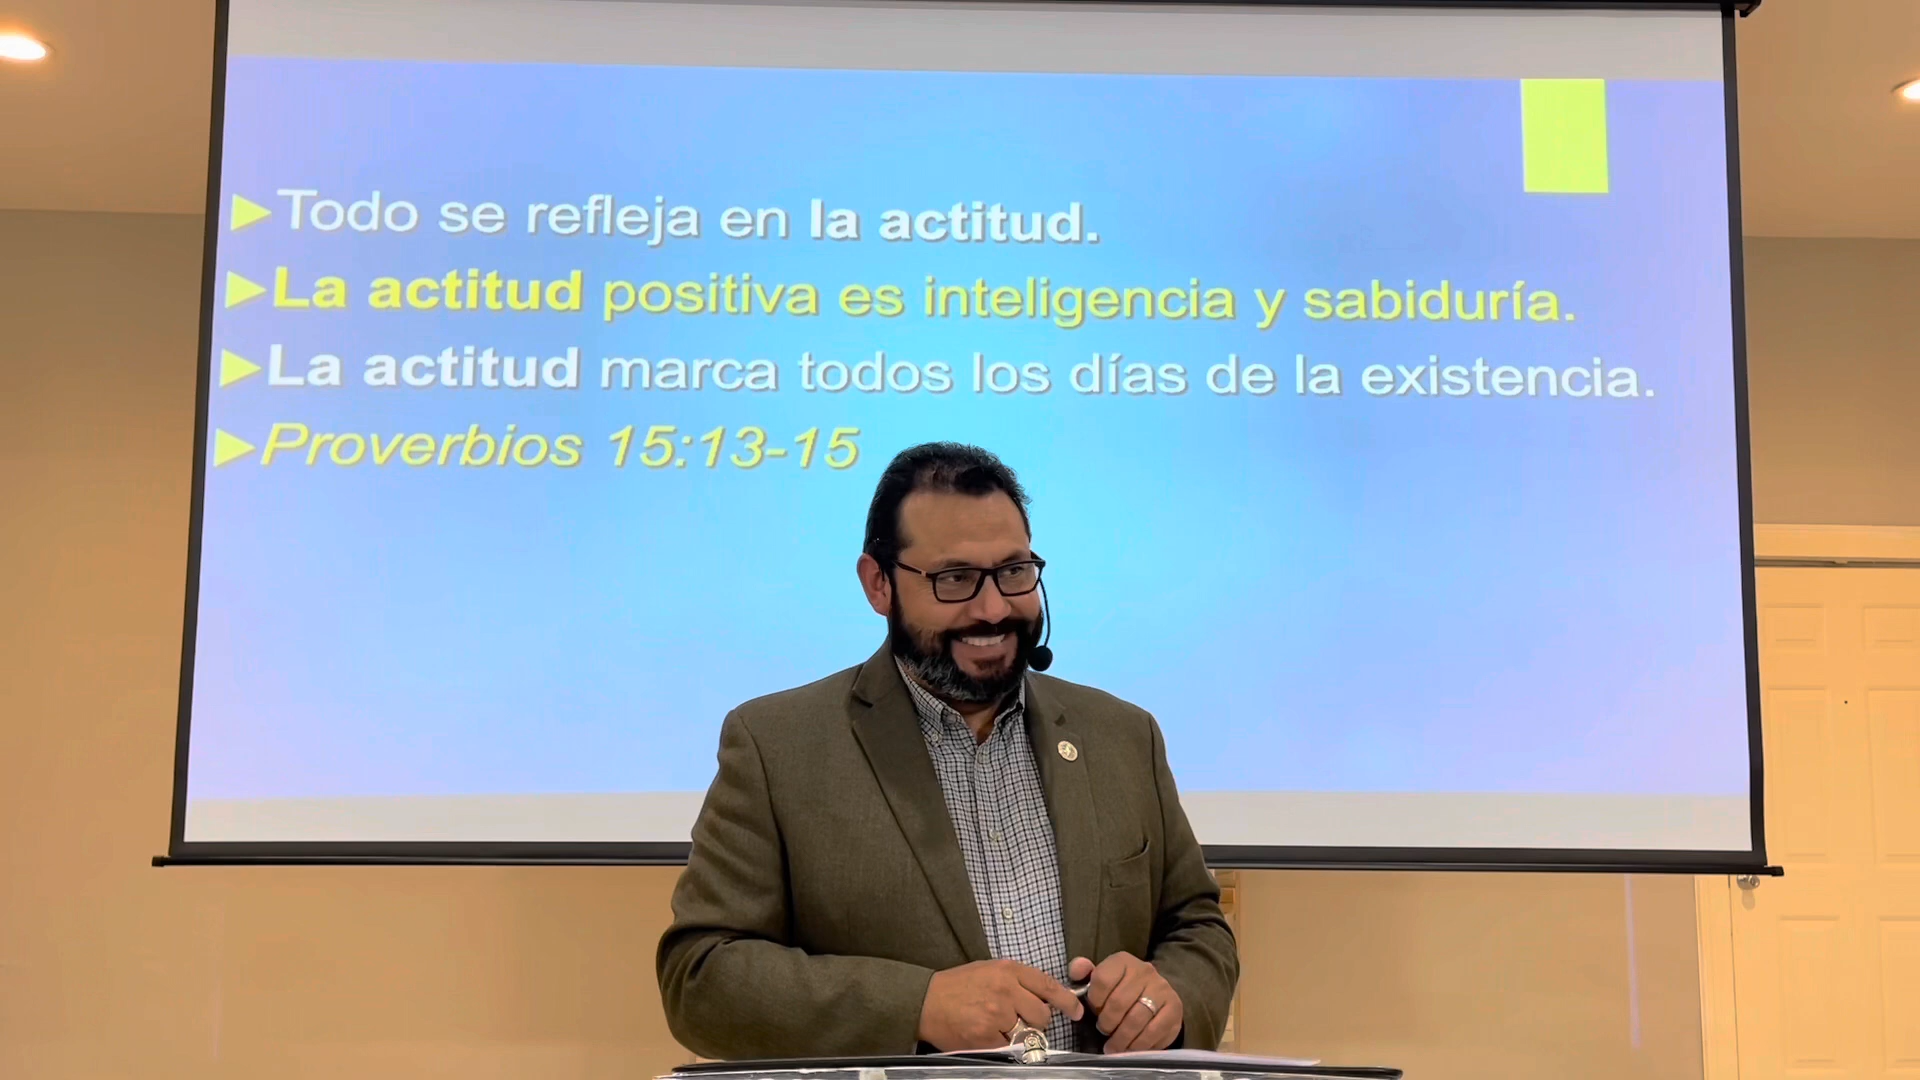 Todo se refleja en la actitud.
La actitud positiva es inteligencia y sabiduría.
La actitud marca todos los días de la existencia.
Proverbios 15:13-15